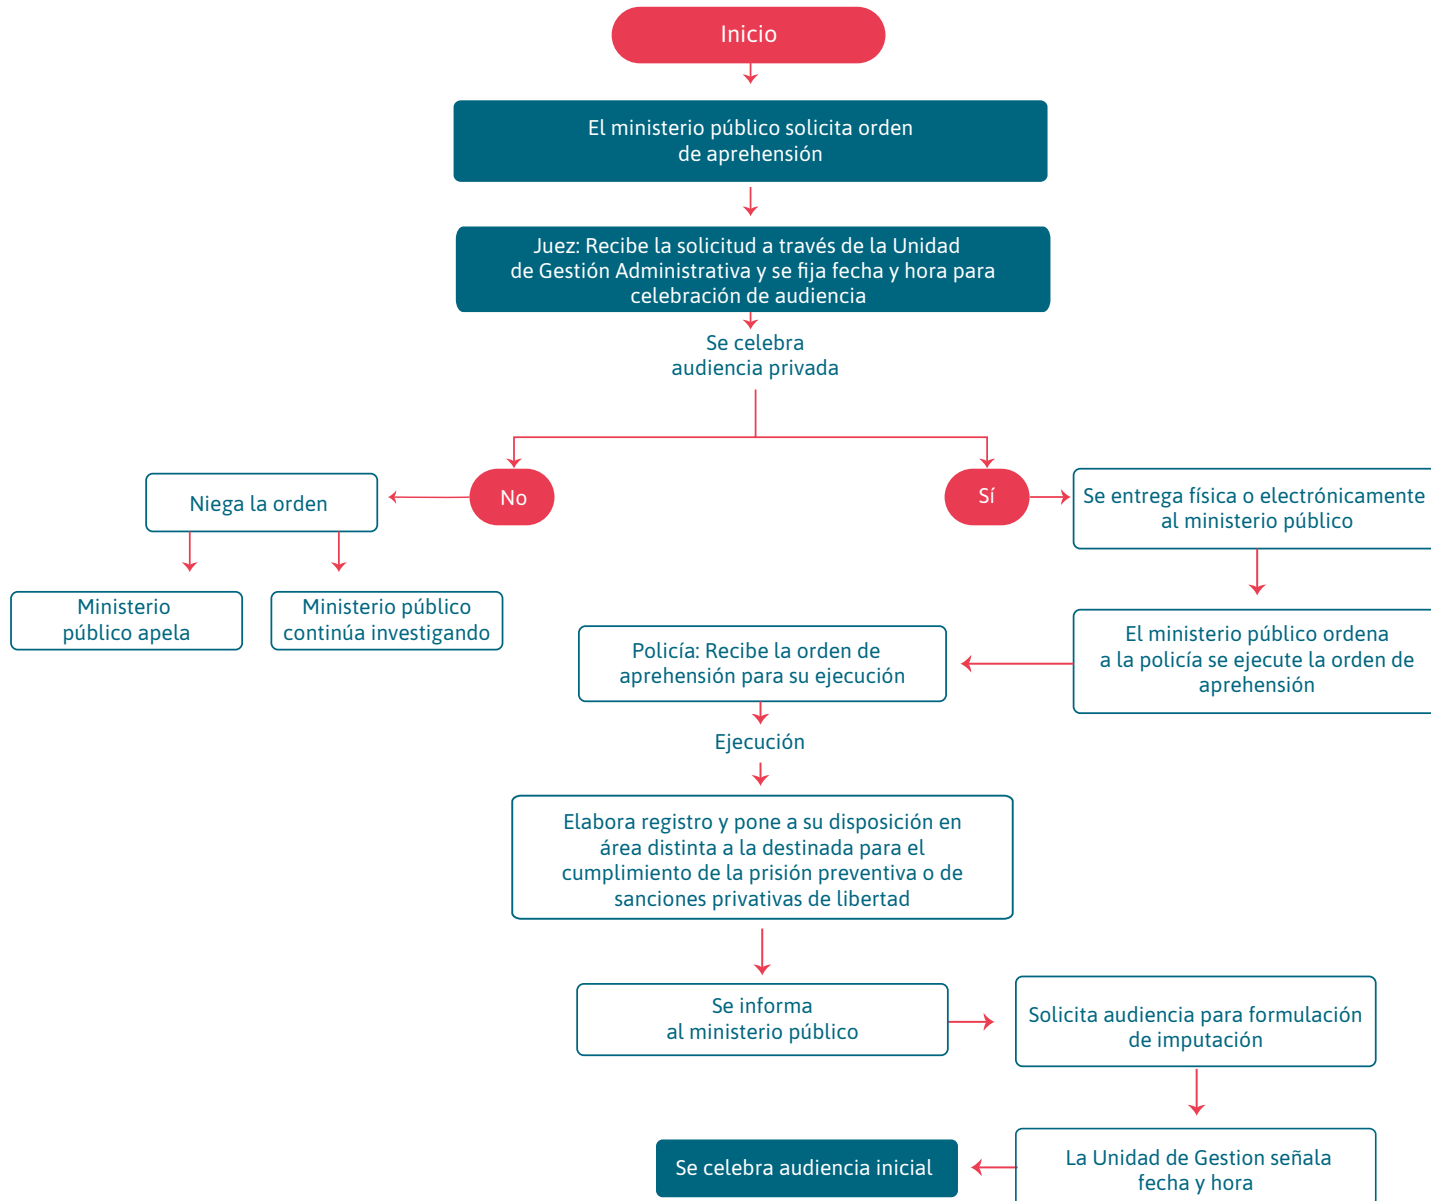 Inicio
El ministerio público solicita orden
de aprehensión
Juez: Recibe la solicitud a través de la Unidad
de Gestión Administrativa y se fija fecha y hora para
celebración de audiencia
Se celebra
audiencia privada
No
Niega la orden
Ministerio
público apela
Ministerio público
continúa investigando
Sí
Se entrega física o electrónicamente
al ministerio público
El ministerio público ordena
a la policía se ejecute la orden de
aprehensión
Policía: Recibe la orden de
aprehensión para su ejecución
Ejecución
Elabora registro y pone a su disposición en
área distinta a la destinada para el
cumplimiento de la prisión preventiva o de
sanciones privativas de libertad
Se informa
al ministerio público
Solicita audiencia para formulación
de imputación
La Unidad de Gestion señala
fecha y hora
Se celebra audiencia inicial